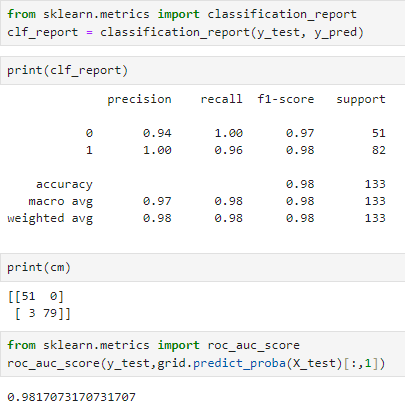 from sklearn.metrics import classification_report
clf_report = classification_report(y_test, y_pred)
print(clf_report)
precision recall f1-score support
0 0.94 1.00 0.97 51
1 1.00 0.96 0.98 82
accuracy 0.98 133
macro avg 0.97 0.98 0.98 133
weighted avg 0.98 0.98 0.98 133
print(cm)
[[51 0]
[ 3 79]]
from sklearn.metrics import roc_auc_score
roc_auc_score(y_test,grid.predict_proba(X_test)[:,1])
0.9817073170731707